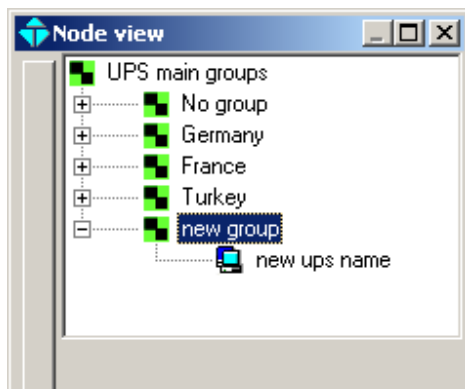 Node view
UPS main groups
No group
Germany
France
Turkey
new group
new ups name